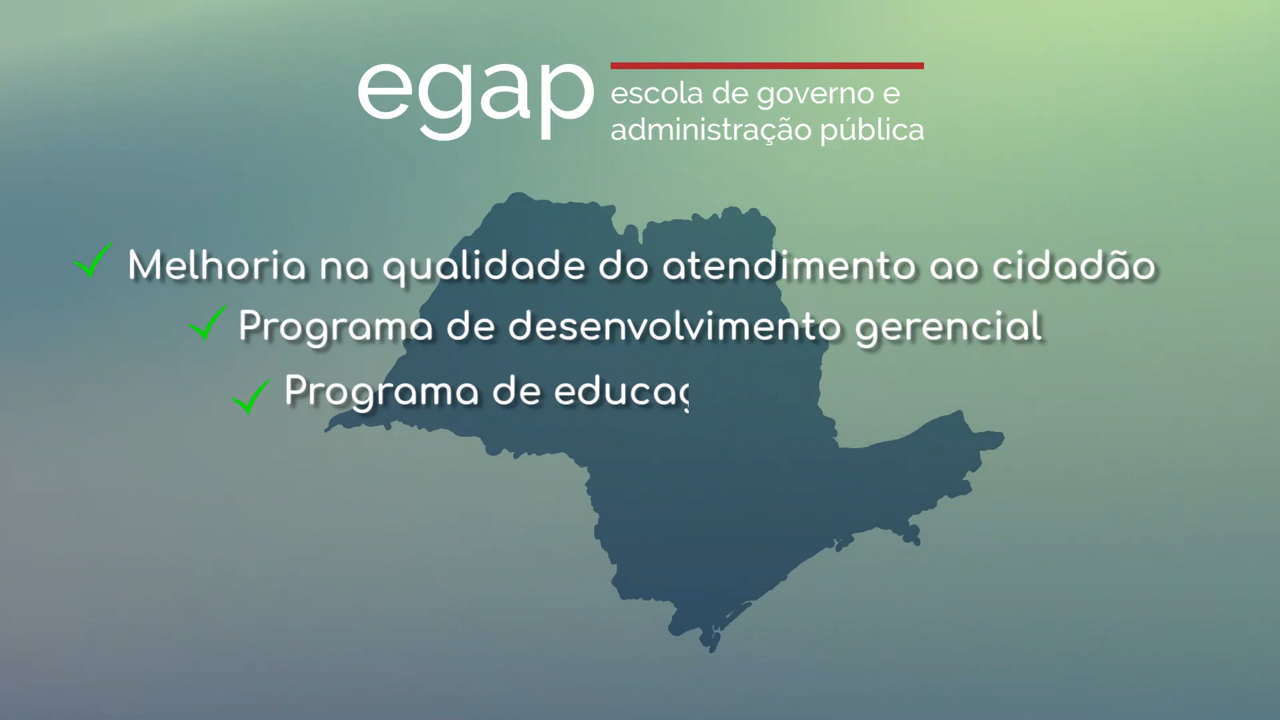 egap
escola de governo e
administração pública
Melhoria na qualidade do atendimento ao cidadão
Programa de desenvolvimento gerencial
Programa de